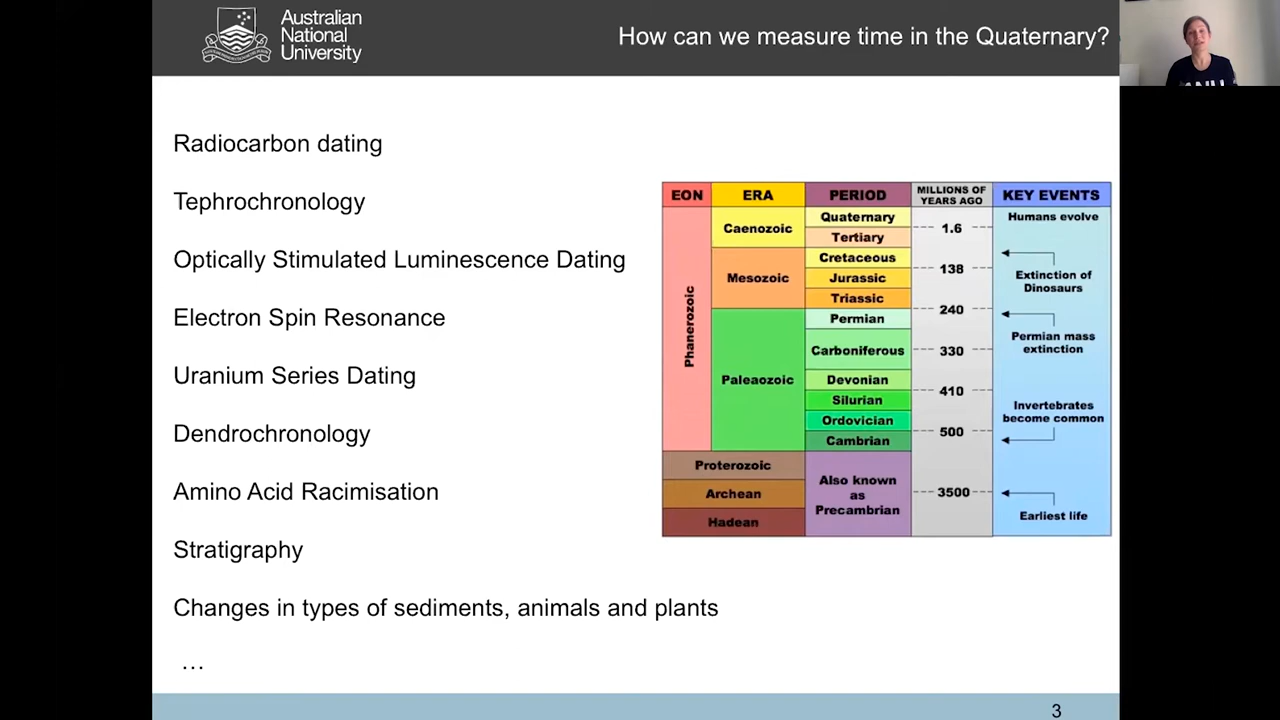 Australian
National
University
How can we measure time in the Quaternary?
Radiocarbon dating
Tephrochronology
Optically Stimulated Luminescence Dating
Electron Spin Resonance
Uranium Series Dating
Dendrochronology
Amino Acid Racimisation
Stratigraphy
Changes in types of sediments, animals and plants
…
EON
ERA
PERIOD
MILLIONS OF
YEARS AGO
KEY EVENTS
Phanerozoic
Caenozoic
Mesozoic
Paleaozoic
Proterozoic
Archean
Hadean
Quaternary
Tertiary
Cretaceous
Jurassic
Triassic
Permian
Carboniferous
Devonian
Silurian
Ordovician
Cambrian
Also known
as
Precambrian
1.6
138
240
330
410
500
3500
Humans evolve
Extinction of
Dinosaurs
Permian mass
extinction
Invertebrates
become common
Earliest life
3